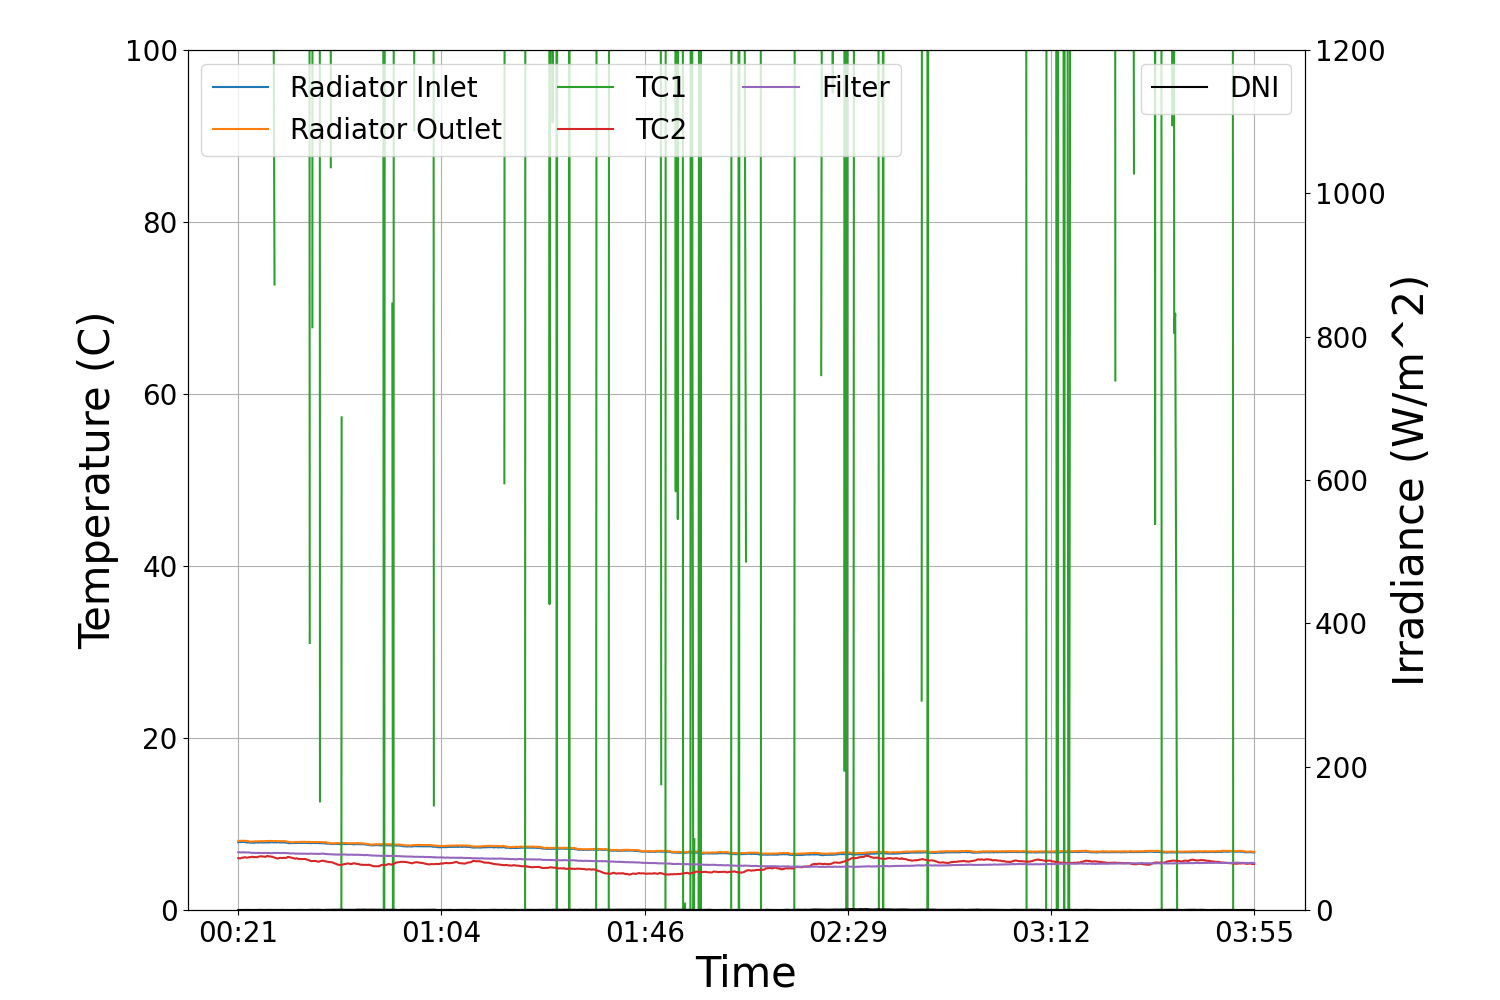 Radiator Inlet
Radiator Outlet
TC1
TC2
Filter
DNI
100
80
60
40
20
0
Temperature (C)
1200
1000
800
600
400
200
0
Irradiance (W/m^2)
00:21 01:04 01:46 02:29 03:12 03:55
Time